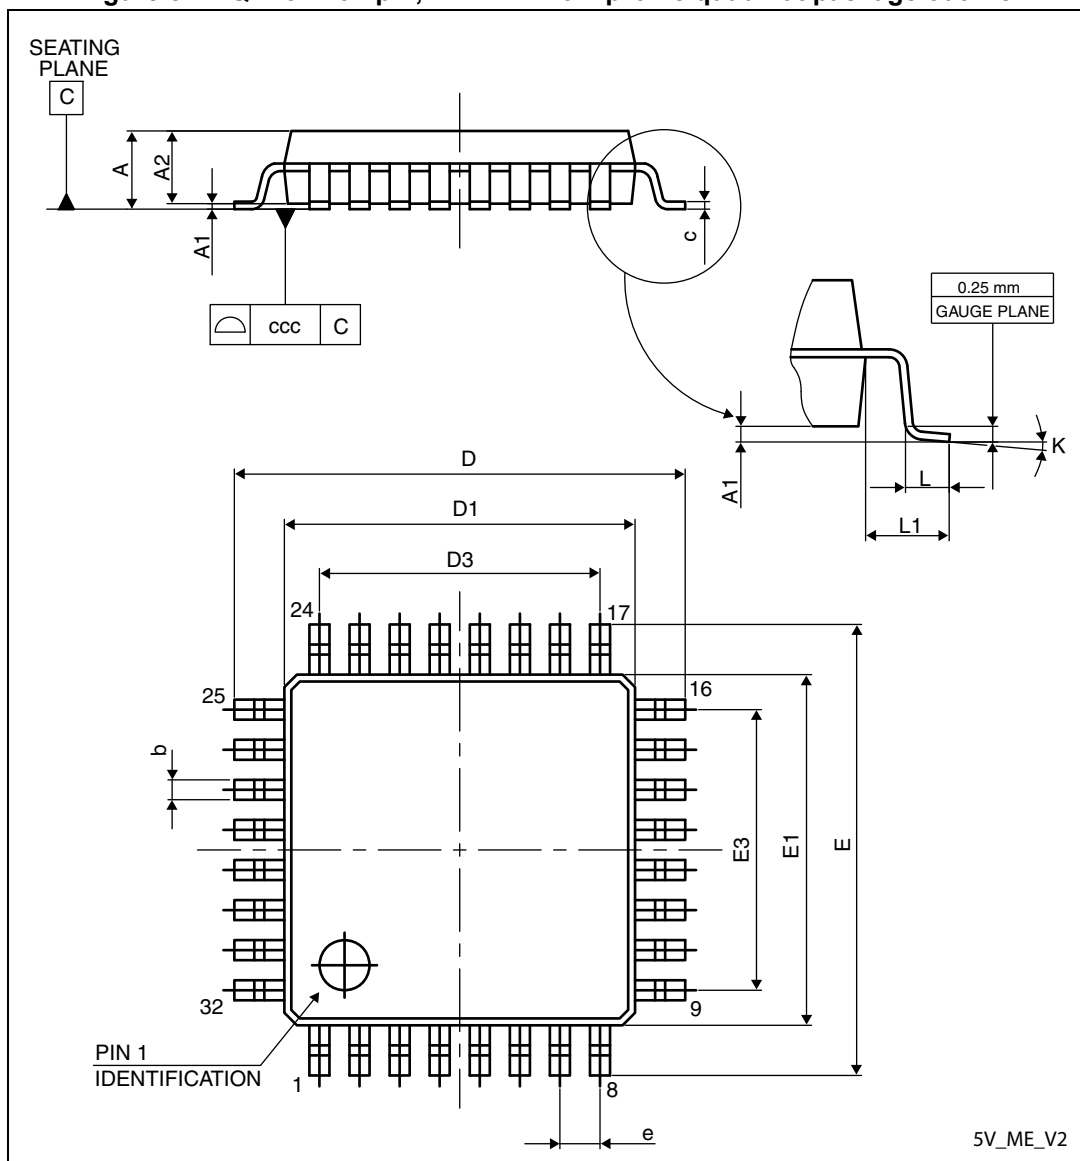 SEATING
PLANE
C
A
A2
A1
c
ccc
C
0.25 mm
GAUGE PLANE
K
A1
L
L1
D
D1
D3
24
17
25
16
b
E3
E1
E
32
9
PIN 1
IDENTIFICATION
1
8
e
5V_ME_V2